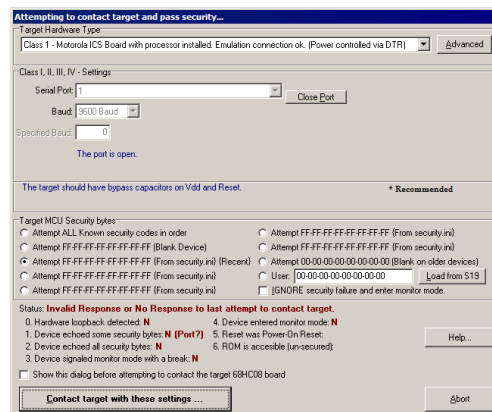 Attempting to contact target and pass security...
Target Hardware Type
Class 1 - Motorola ICS Board with processor installed. Emulation connection ok. (Power controlled via DTR)
Advanced
Class I, II, III, IV - Settings
Serial Port: 1
Close Port
Baud: 9600 Baud
Specified Baud: 0
The port is open.
The target should have bypass capacitors on Vdd and Reset.
* Recommended
Target MCU Security bytes
Attempt ALL Known security codes in order
Attempt FF-FF-FF-FF-FF-FF-FF-FF {From security.ini}
Attempt FF-FF-FF-FF-FF-FF-FF-FF (Blank Device)
Attempt FF-FF-FF-FF-FF-FF-FF-FF {From security.ini}
Attempt FF-FF-FF-FF-FF-FF-FF-FF {From security.ini} {Recent}
Attempt 00-00-00-00-00-00-00-00 (Blank on older devices)
Attempt FF-FF-FF-FF-FF-FF-FF-FF {From security.ini}
User: 00-00-00-00-00-00-00-00
Load from S19
Attempt FF-FF-FF-FF-FF-FF-FF-FF {From security.ini}
IGNORE security failure and enter monitor mode.
Status: Invalid Response or No Response to last attempt to contact target.
0. Hardware loopback detected: N
4. Device entered monitor mode: N
1. Device echoed some security bytes: N (Port?)
5. Reset was Power-On Reset:
2. Device echoed all security bytes: N
6. ROM is accesible (un-secured):
3. Device signaled monitor mode with a break: N
Help...
Show this dialog before attempting to contact the target 68HC08 board
Contact target with these settings ...
Abort